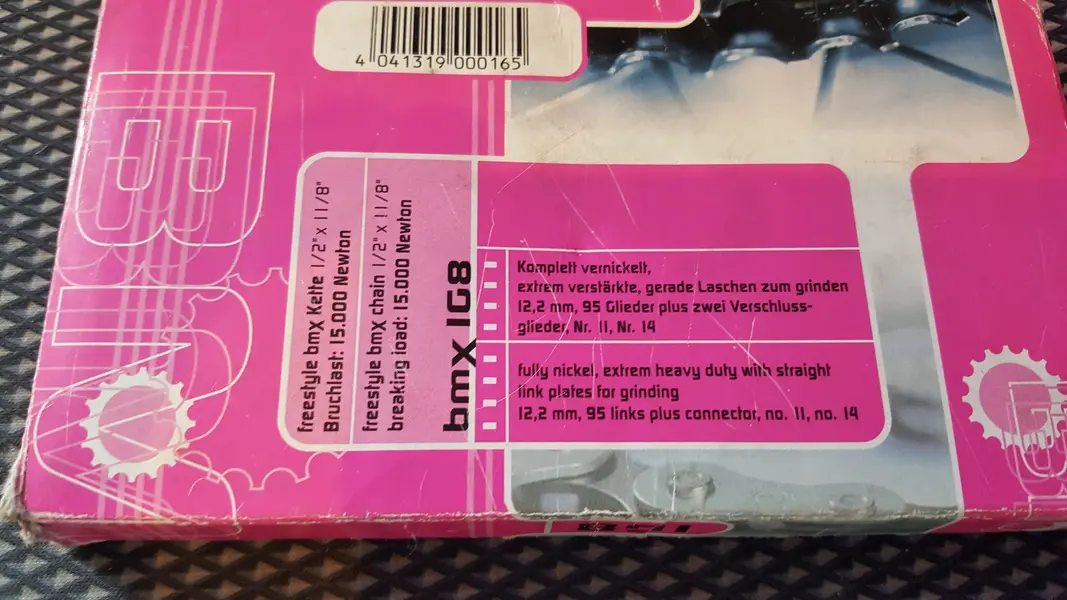 4 041319 000165
BMX
freestyle bmx Kette 1/2" x 11/8"
Bruchlast: 15.000 Newton
freestyle bmx chain 1/2" x 11/8"
breaking load: 15.000 Newton
bmx 168
Komplett vernickelt,
extrem verstärkte, gerade Laschen zum grinden
12,2 mm, 95 Glieder plus zwei Verschluss-
glieder, Nr. 11, Nr. 14
fully nickel, extrem heavy duty with straight
link plates for grinding
12,2 mm, 95 links plus connector, no. 11, no. 14